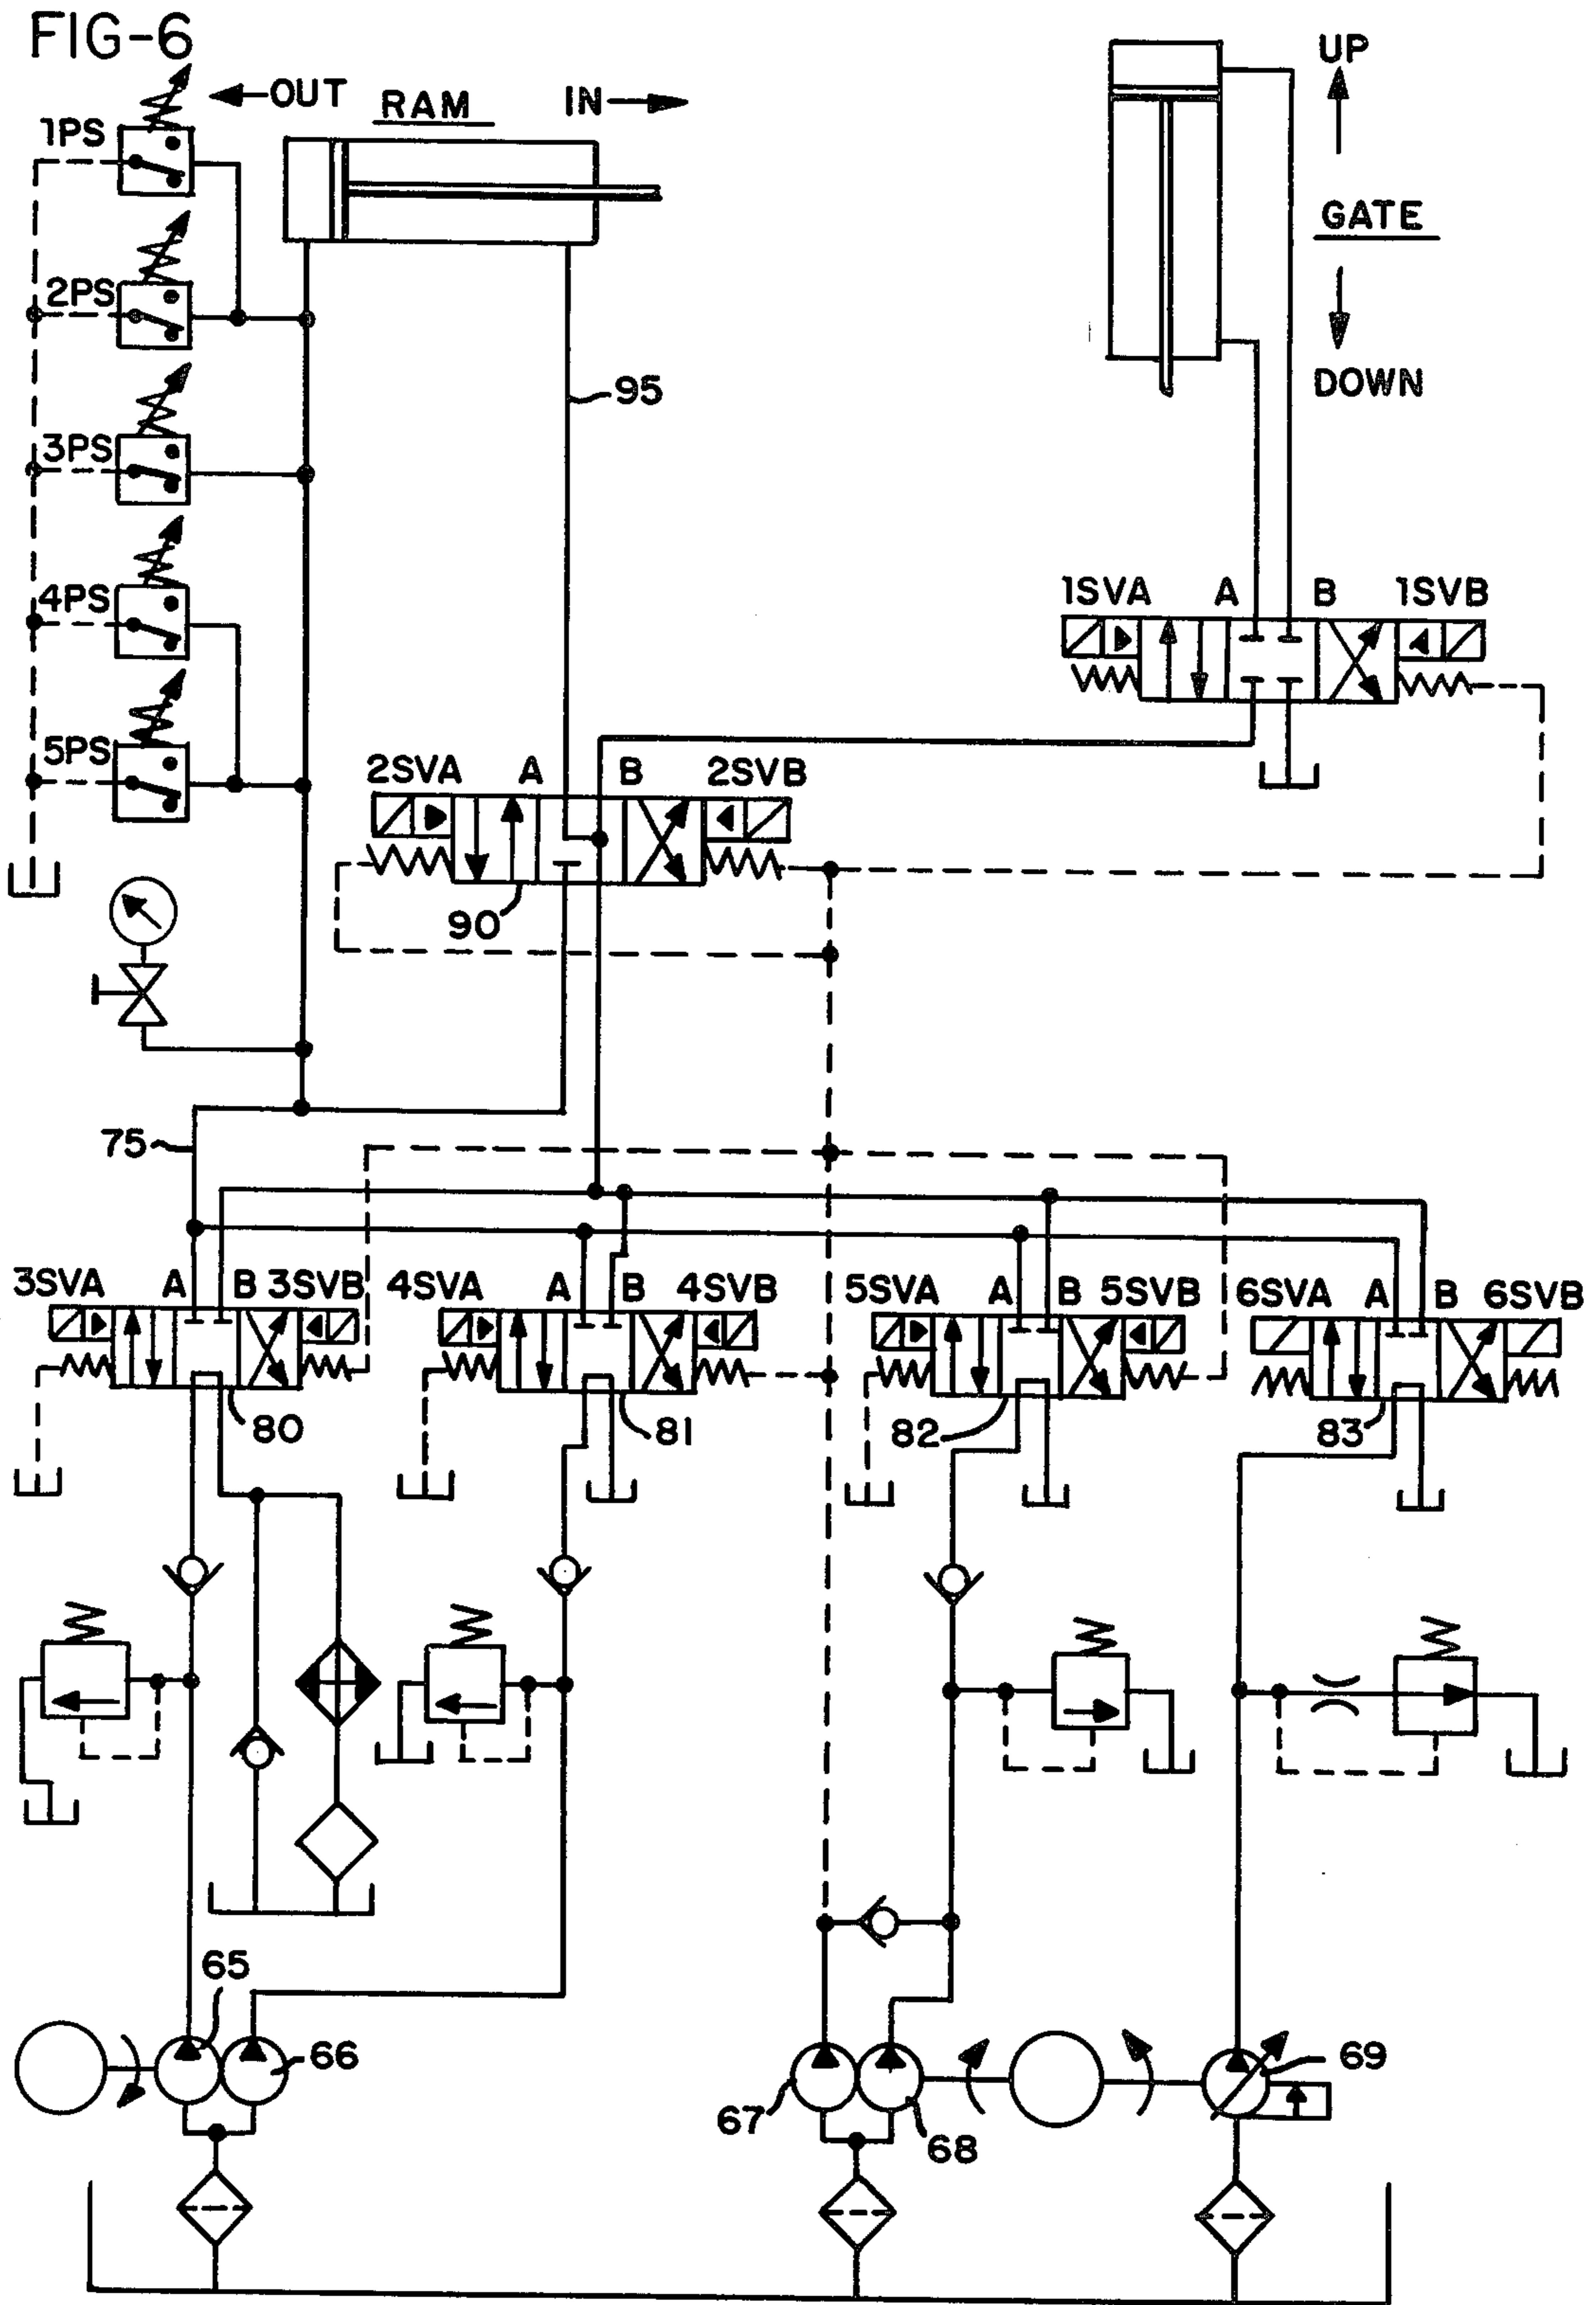 FIG-6
OUT
RAM
IN
UP
1PS
GATE
2PS
DOWN
95
3PS
4PS
1SVA A B 1SVB
5PS
2SVA A B 2SVB
90
75
3SVA A B 3SVB
4SVA A B 4SVB
5SVA A B 5SVB
6SVA A B 6SVB
80
81
82
83
65
66
67
68
69